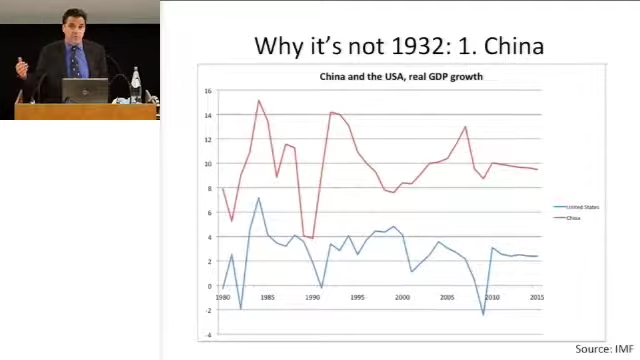 Why it's not 1932: 1. China
China and the USA, real GDP growth
16
14
12
10
8
6
4
2
0
-2
-4
1980 1985 1990 1995 2000 2005 2010 2015
United States
China
Source: IMF